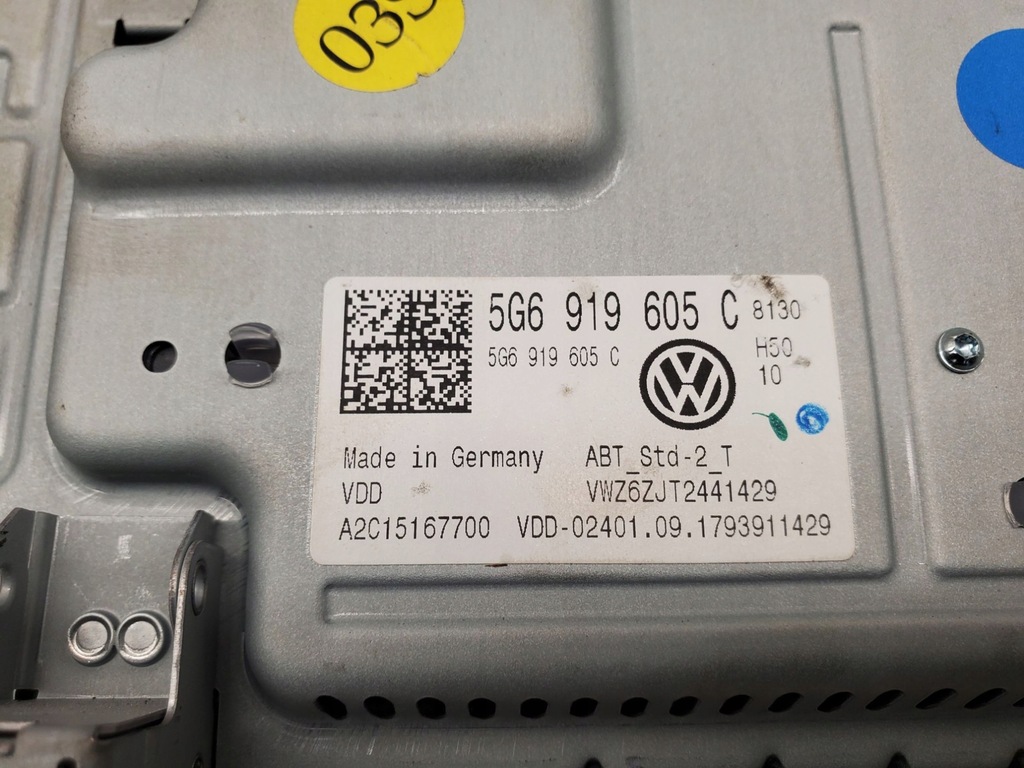 039
5G6 919 605 C 8130
5G6 919 605 C
H50
10
Made in Germany ABT_Std-2_T
VDD VWZ6ZJT2441429
A2C15167700 VDD-02401.09.1793911429